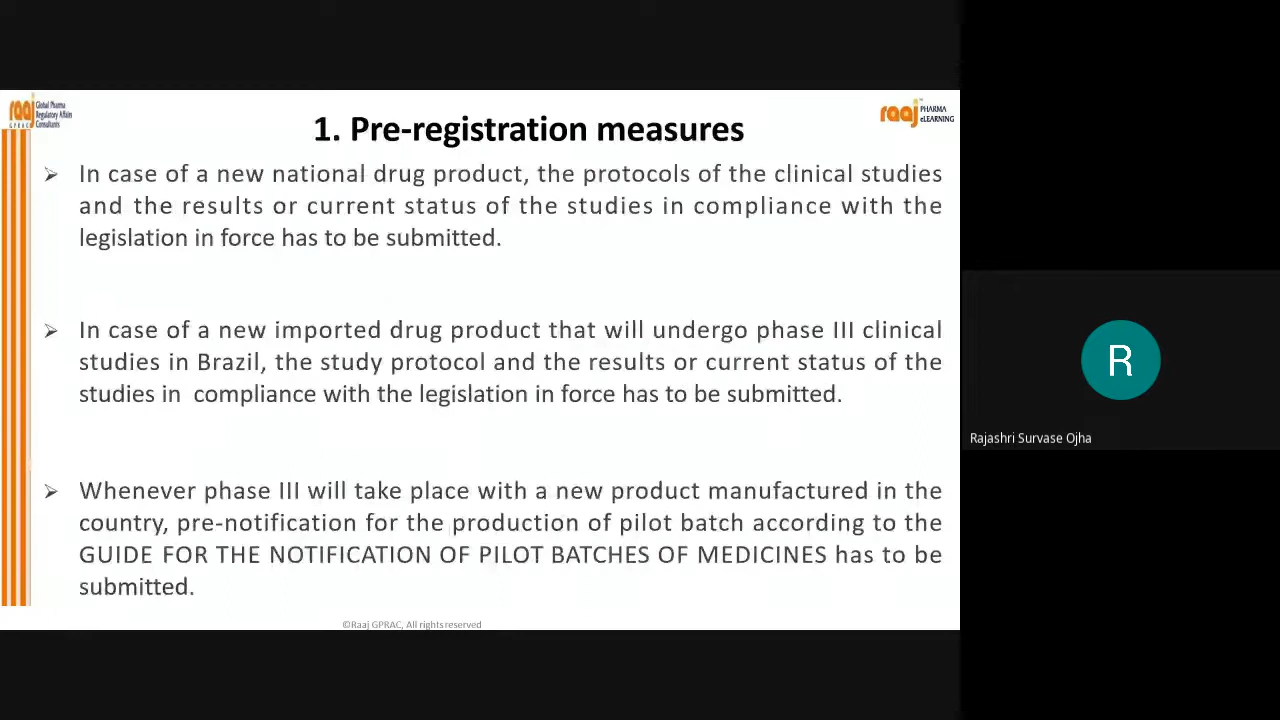 raaj
GPRAC
Global Pharma
Regulatory Affairs
Consultants
raaj
PHARMA
eLEARNING
1. Pre-registration measures
➢ In case of a new national drug product, the protocols of the clinical studies
and the results or current status of the studies in compliance with the
legislation in force has to be submitted.
➢ In case of a new imported drug product that will undergo phase III clinical
studies in Brazil, the study protocol and the results or current status of the
studies in compliance with the legislation in force has to be submitted.
➢ Whenever phase III will take place with a new product manufactured in the
country, pre-notification for the production of pilot batch according to the
GUIDE FOR THE NOTIFICATION OF PILOT BATCHES OF MEDICINES has to be
submitted.
©Raaj GPRAC, All rights reserved
R
Rajashri Survase Ojha